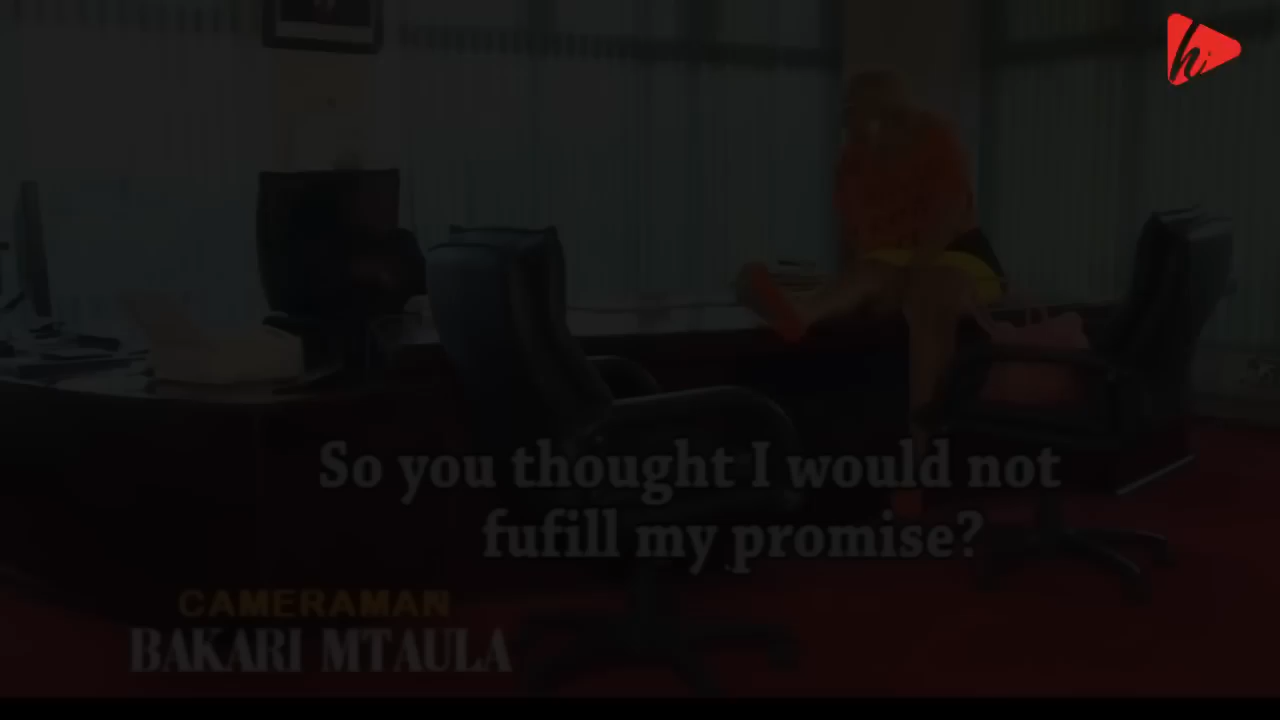 h
So you thought I would not
fufill my promise?
CAMERAMAN
BAKARI MTAULA